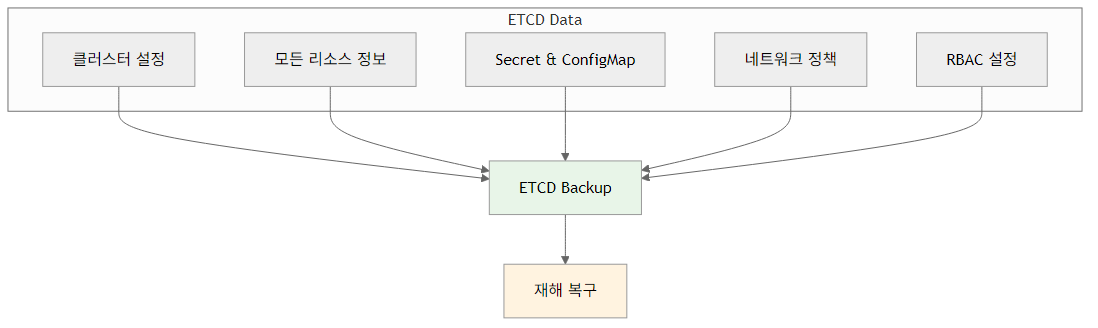 ETCD Data
클러스터 설정
모든 리소스 정보
Secret & ConfigMap
네트워크 정책
RBAC 설정
ETCD Backup
재해 복구